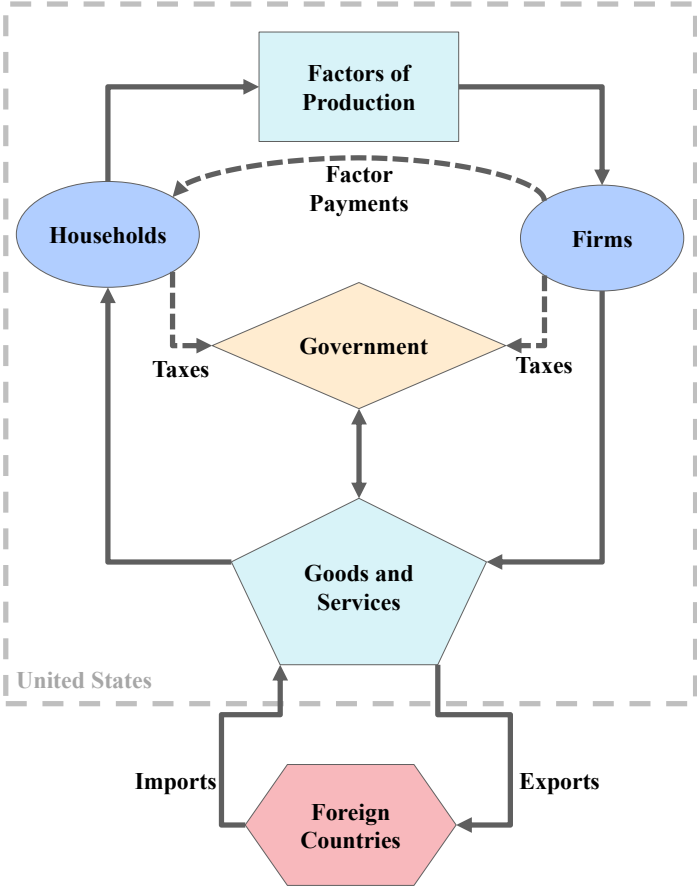 Factors of
Production
Factor
Payments
Households
Firms
Government
Taxes
Taxes
Goods and
Services
United States
Imports
Exports
Foreign
Countries